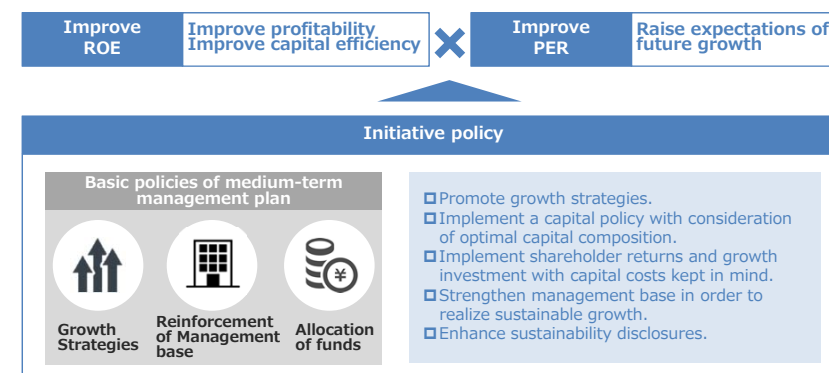 Improve
ROE
Improve profitability
Improve capital efficiency
Improve
PER
Raise expectations of
future growth
Initiative policy
Basic policies of medium-term
management plan
Growth
Strategies
Reinforcement
of Management
base
Allocation
of funds
Promote growth strategies.
Implement a capital policy with consideration
of optimal capital composition.
Implement shareholder returns and growth
investment with capital costs kept in mind.
Strengthen management base in order to
realize sustainable growth.
Enhance sustainability disclosures.
¥